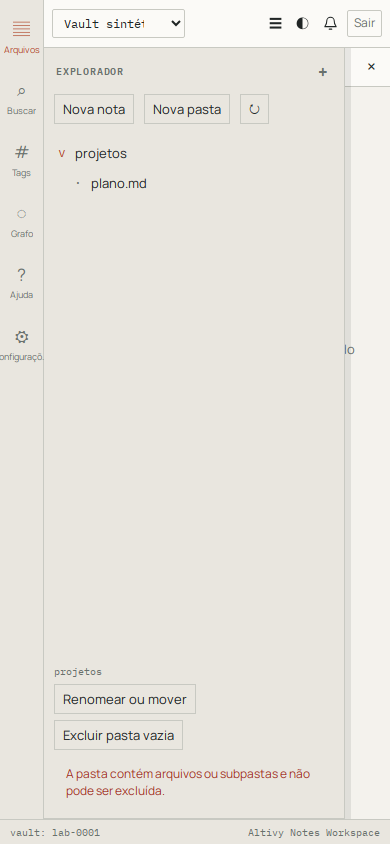 Vault sintét
Sair
Arquivos
Buscar
Tags
Grafo
Ajuda
onfiguraçõ
EXPLORADOR
Nova nota
Nova pasta
projetos
plano.md
lo
projetos
Renomear ou mover
Excluir pasta vazia
A pasta contém arquivos ou subpastas e não
pode ser excluída.
vault: lab-0001
Altivy Notes Workspace